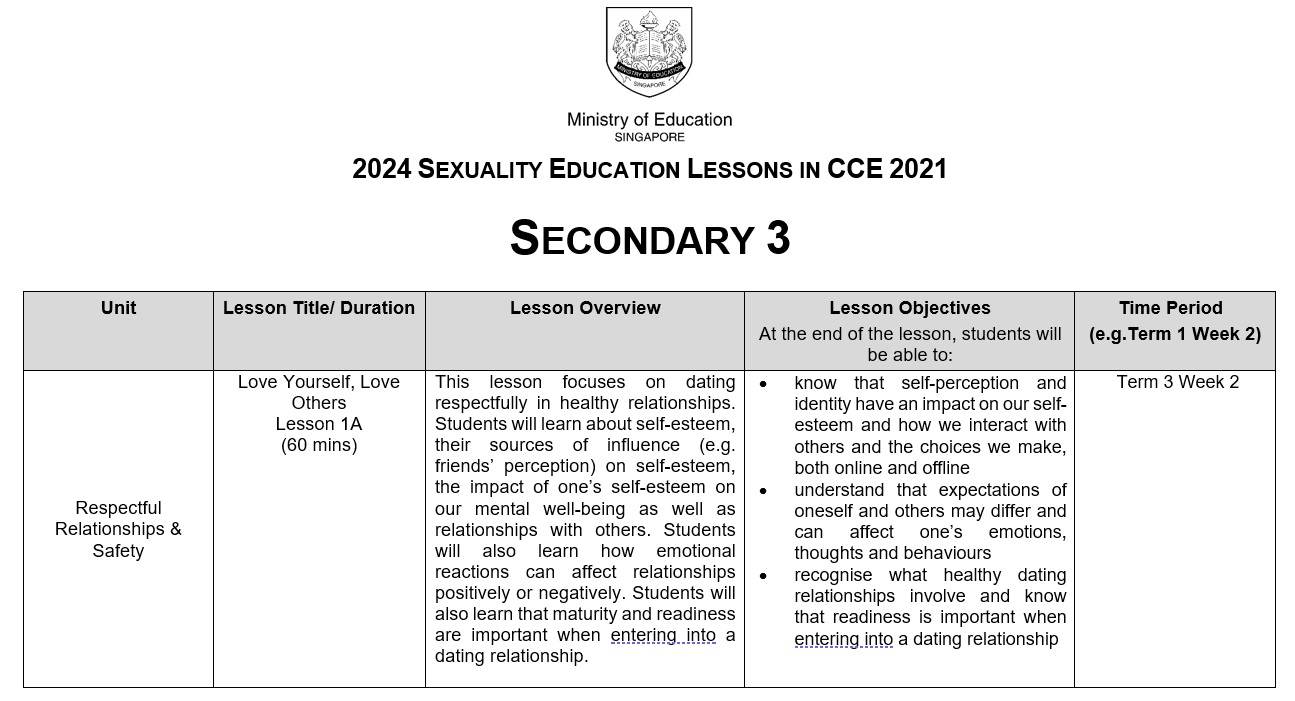 MINISTRY OF EDUCATION
SINGAPORE
Ministry of Education
SINGAPORE
2024 SEXUALITY EDUCATION LESSONS IN CCE 2021
SECONDARY 3
Unit
Lesson Title/ Duration
Lesson Overview
Lesson Objectives
At the end of the lesson, students will
be able to:
Time Period
(e.g.Term 1 Week 2)
Respectful
Relationships &
Safety
Love Yourself, Love
Others
Lesson 1A
(60 mins)
This lesson focuses on dating
respectfully in healthy relationships.
Students will learn about self-esteem,
their sources of influence (e.g.
friends' perception) on self-esteem,
the impact of one's self-esteem on
our mental well-being as well as
relationships with others. Students
will also learn how emotional
reactions can affect relationships
positively or negatively. Students will
also learn that maturity and readiness
are important when entering into a
dating relationship.
• know that self-perception and
identity have an impact on our self-
esteem and how we interact with
others and the choices we make,
both online and offline
• understand that expectations of
oneself and others may differ and
can affect one's emotions,
thoughts and behaviours
• recognise what healthy dating
relationships involve and know
that readiness is important when
entering into a dating relationship
Term 3 Week 2